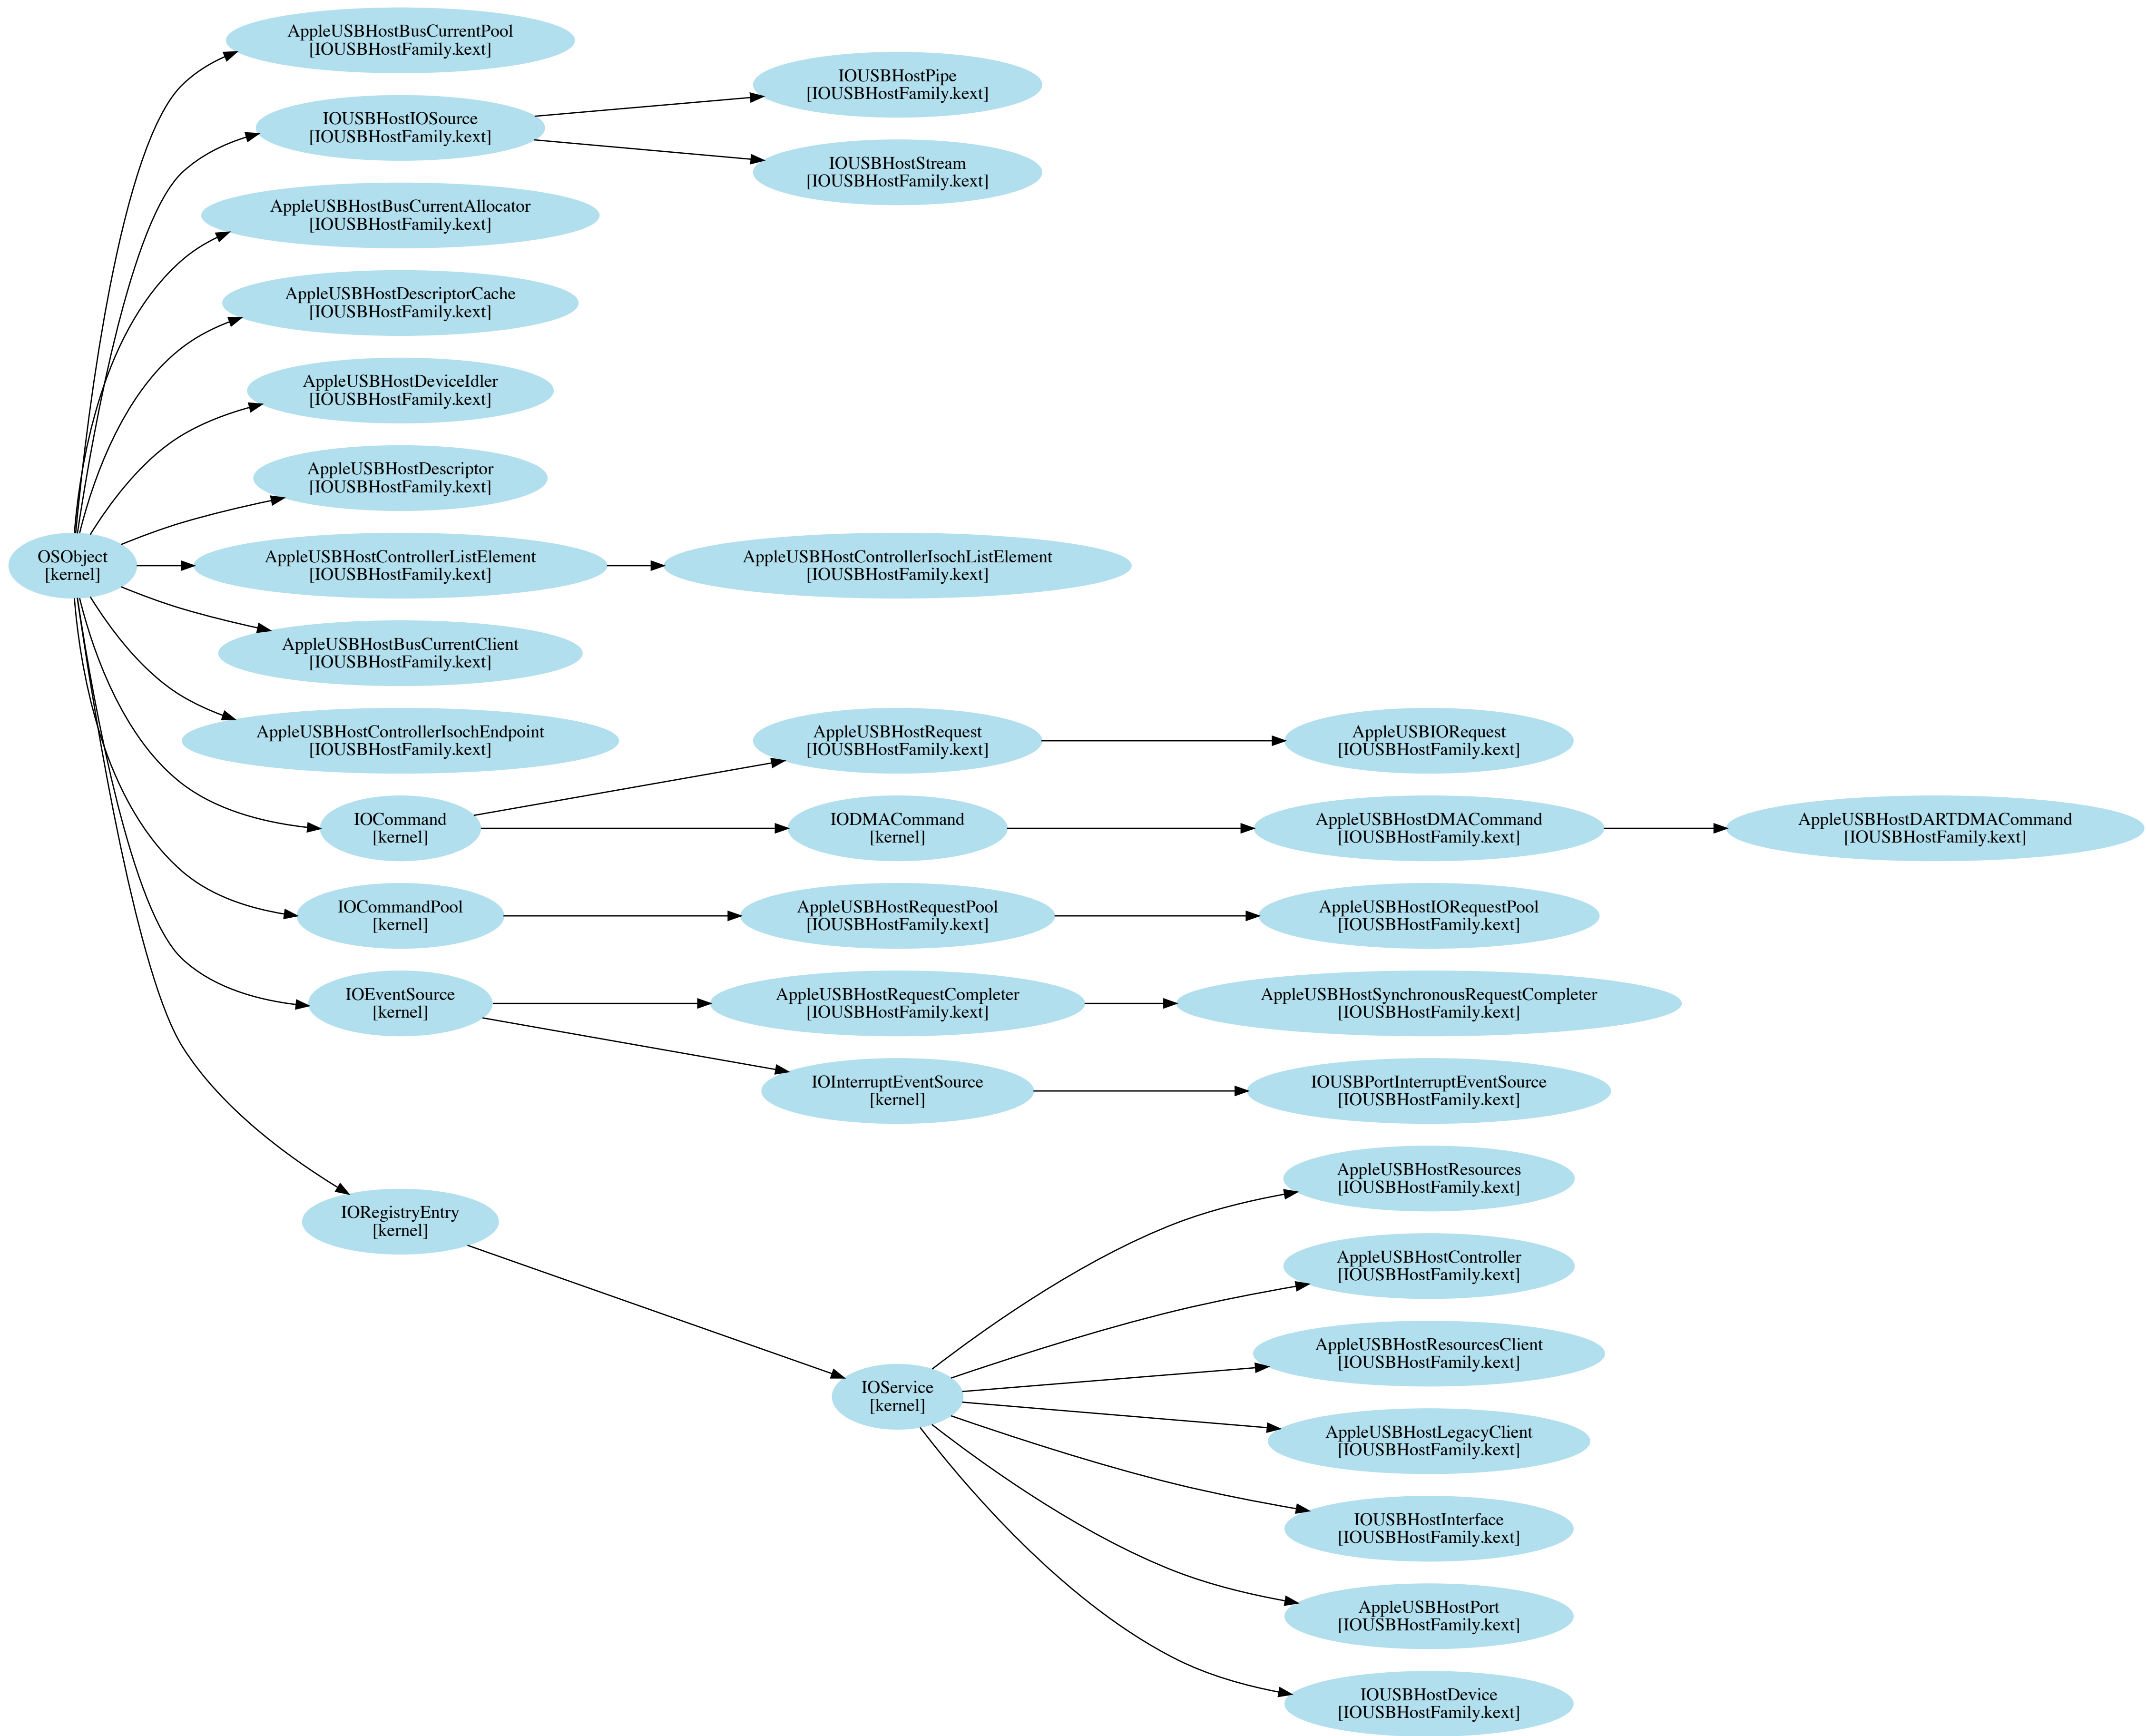 AppleUSBHostBusCurrentPool
[IOUSBHostFamily.kext]
IOUSBHostPipe
[IOUSBHostFamily.kext]
IOUSBHostIOSource
[IOUSBHostFamily.kext]
IOUSBHostStream
[IOUSBHostFamily.kext]
AppleUSBHostBusCurrentAllocator
[IOUSBHostFamily.kext]
AppleUSBHostDescriptorCache
[IOUSBHostFamily.kext]
AppleUSBHostDeviceIdler
[IOUSBHostFamily.kext]
AppleUSBHostDescriptor
[IOUSBHostFamily.kext]
OSObject
[kernel]
AppleUSBHostControllerListElement
[IOUSBHostFamily.kext]
AppleUSBHostControllerIsochListElement
[IOUSBHostFamily.kext]
AppleUSBHostBusCurrentClient
[IOUSBHostFamily.kext]
AppleUSBHostControllerIsochEndpoint
[IOUSBHostFamily.kext]
AppleUSBHostRequest
[IOUSBHostFamily.kext]
AppleUSBIORequest
[IOUSBHostFamily.kext]
IOCommand
[kernel]
IODMACommand
[kernel]
AppleUSBHostDMACommand
[IOUSBHostFamily.kext]
AppleUSBHostDARTDMACommand
[IOUSBHostFamily.kext]
IOCommandPool
[kernel]
AppleUSBHostRequestPool
[IOUSBHostFamily.kext]
AppleUSBHostIORequestPool
[IOUSBHostFamily.kext]
IOEventSource
[kernel]
AppleUSBHostRequestCompleter
[IOUSBHostFamily.kext]
AppleUSBHostSynchronousRequestCompleter
[IOUSBHostFamily.kext]
IOInterruptEventSource
[kernel]
IOUSBPortInterruptEventSource
[IOUSBHostFamily.kext]
AppleUSBHostResources
[IOUSBHostFamily.kext]
IORegistryEntry
[kernel]
AppleUSBHostController
[IOUSBHostFamily.kext]
AppleUSBHostResourcesClient
[IOUSBHostFamily.kext]
IOService
[kernel]
AppleUSBHostLegacyClient
[IOUSBHostFamily.kext]
IOUSBHostInterface
[IOUSBHostFamily.kext]
AppleUSBHostPort
[IOUSBHostFamily.kext]
IOUSBHostDevice
[IOUSBHostFamily.kext]